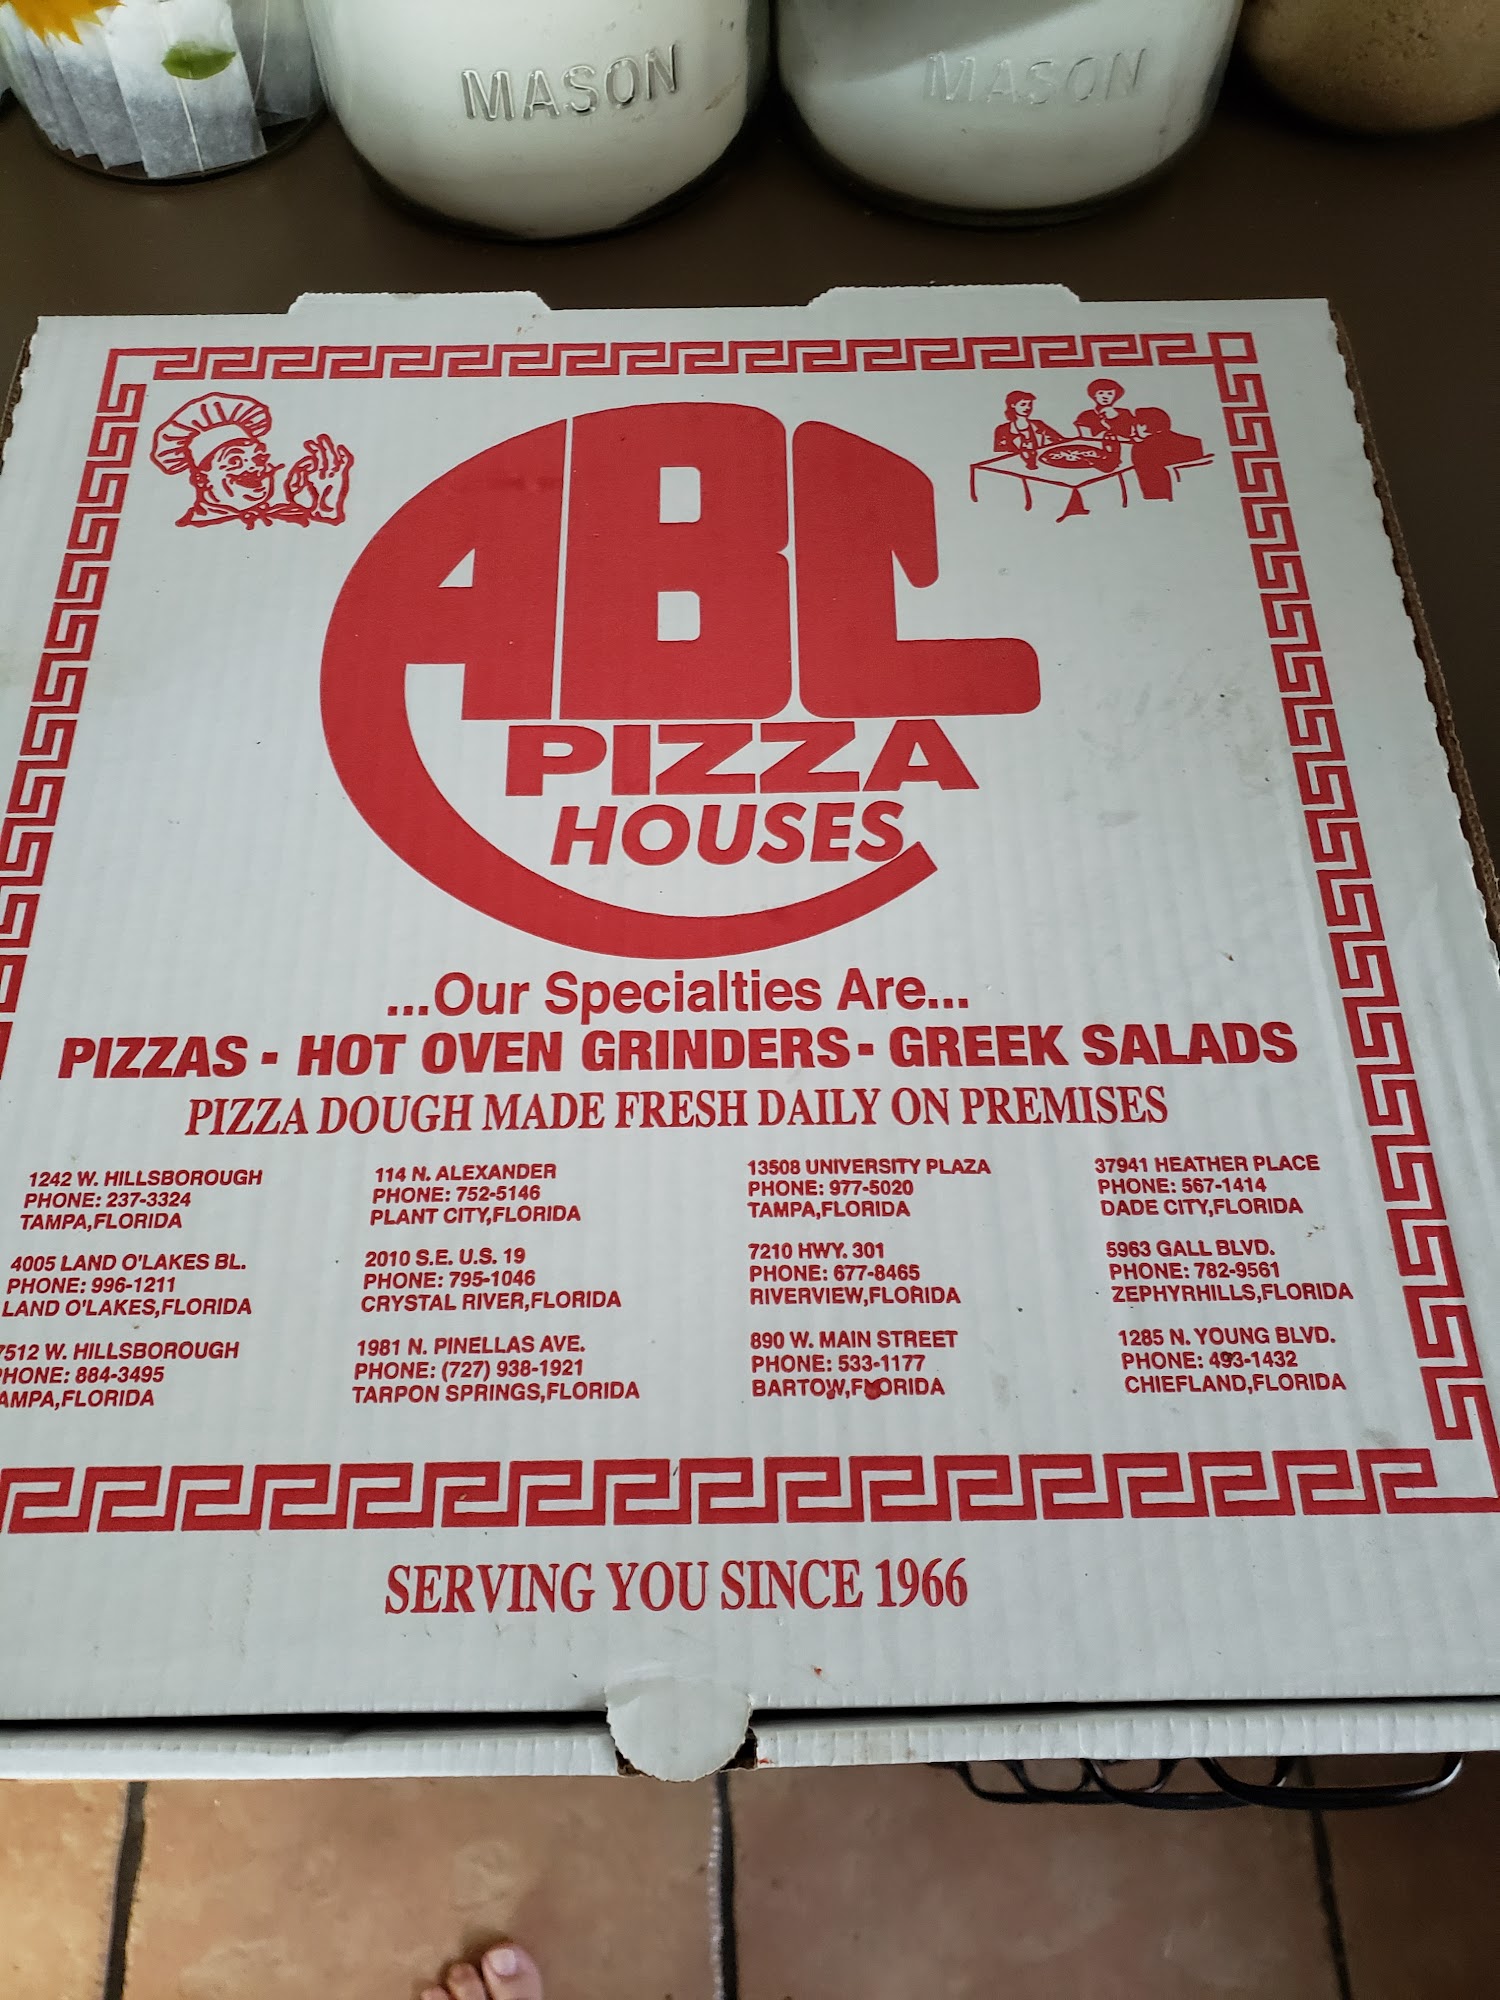 MASON
MASON
ABC
PIZZA
HOUSES
...Our Specialties Are...
PIZZAS - HOT OVEN GRINDERS - GREEK SALADS
PIZZA DOUGH MADE FRESH DAILY ON PREMISES
1242 W. HILLSBOROUGH
PHONE: 237-3324
TAMPA,FLORIDA
114 N. ALEXANDER
PHONE: 752-5146
PLANT CITY,FLORIDA
13508 UNIVERSITY PLAZA
PHONE: 977-5020
TAMPA,FLORIDA
37941 HEATHER PLACE
PHONE: 567-1414
DADE CITY,FLORIDA
4005 LAND O'LAKES BL.
PHONE: 996-1211
LAND O'LAKES,FLORIDA
2010 S.E. U.S. 19
PHONE: 795-1046
CRYSTAL RIVER,FLORIDA
7210 HWY. 301
PHONE: 677-8465
RIVERVIEW,FLORIDA
5963 GALL BLVD.
PHONE: 782-9561
ZEPHYRHILLS,FLORIDA
7512 W. HILLSBOROUGH
PHONE: 884-3495
AMPA,FLORIDA
1981 N. PINELLAS AVE.
PHONE: (727) 938-1921
TARPON SPRINGS,FLORIDA
890 W. MAIN STREET
PHONE: 533-1177
BARTOW,FLORIDA
1285 N. YOUNG BLVD.
PHONE: 493-1432
CHIEFLAND,FLORIDA
SERVING YOU SINCE 1966